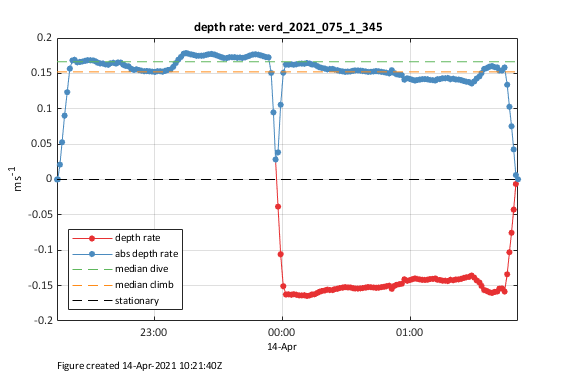 depth rate: verd_2021_075_1_345
ms-1
0.2
0.15
0.1
0.05
0
-0.05
-0.1
-0.15
-0.2
depth rate
abs depth rate
median dive
median climb
stationary
23:00
00:00
01:00
14-Apr
Figure created 14-Apr-2021 10:21:40Z